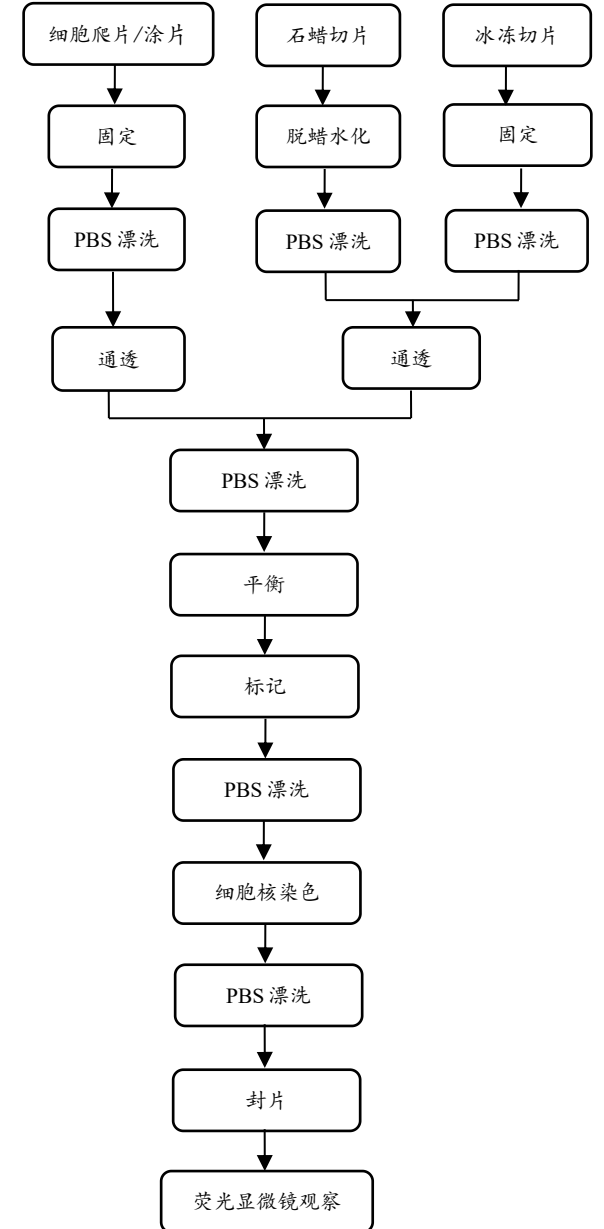 细胞爬片/涂片
石蜡切片
冰冻切片
固定
脱蜡水化
固定
PBS 漂洗
PBS 漂洗
PBS 漂洗
通透
通透
PBS 漂洗
平衡
标记
PBS 漂洗
细胞核染色
PBS 漂洗
封片
荧光显微镜观察